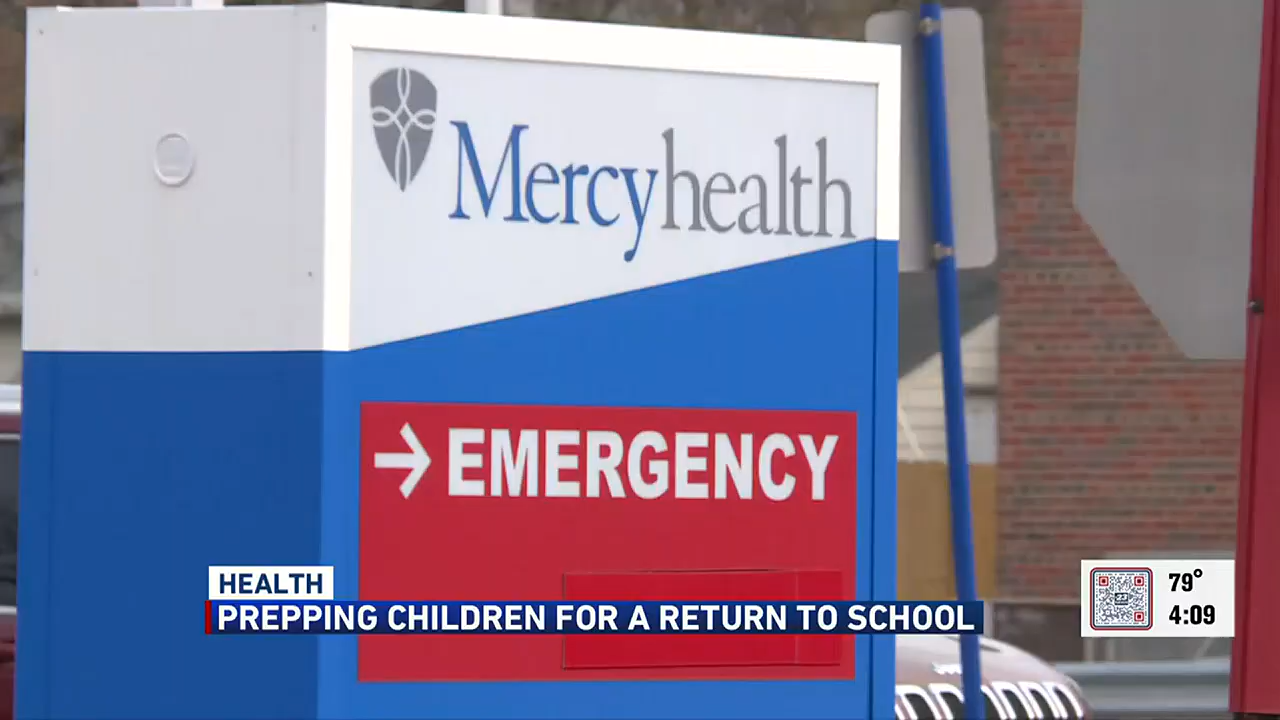 Mercyhealth
→ EMERGENCY
HEALTH
PREPPING CHILDREN FOR A RETURN TO SCHOOL
79°
4:09